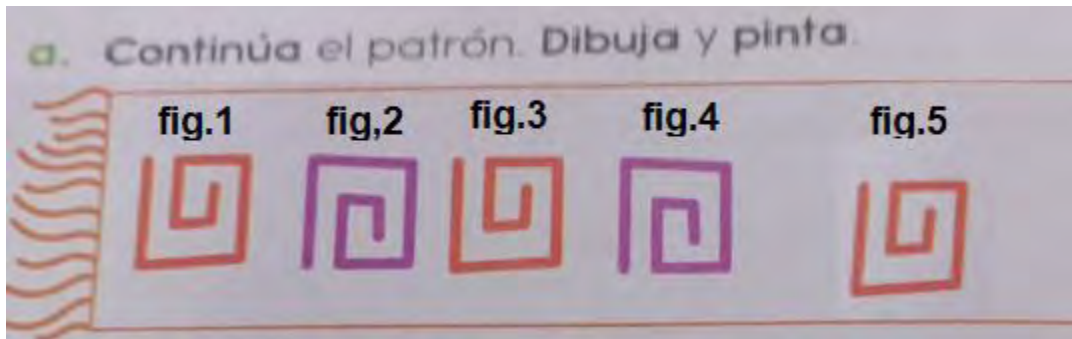 a. Continúa el patrón. Dibuja y pinta.
fig.1 fig,2 fig.3 fig.4 fig.5